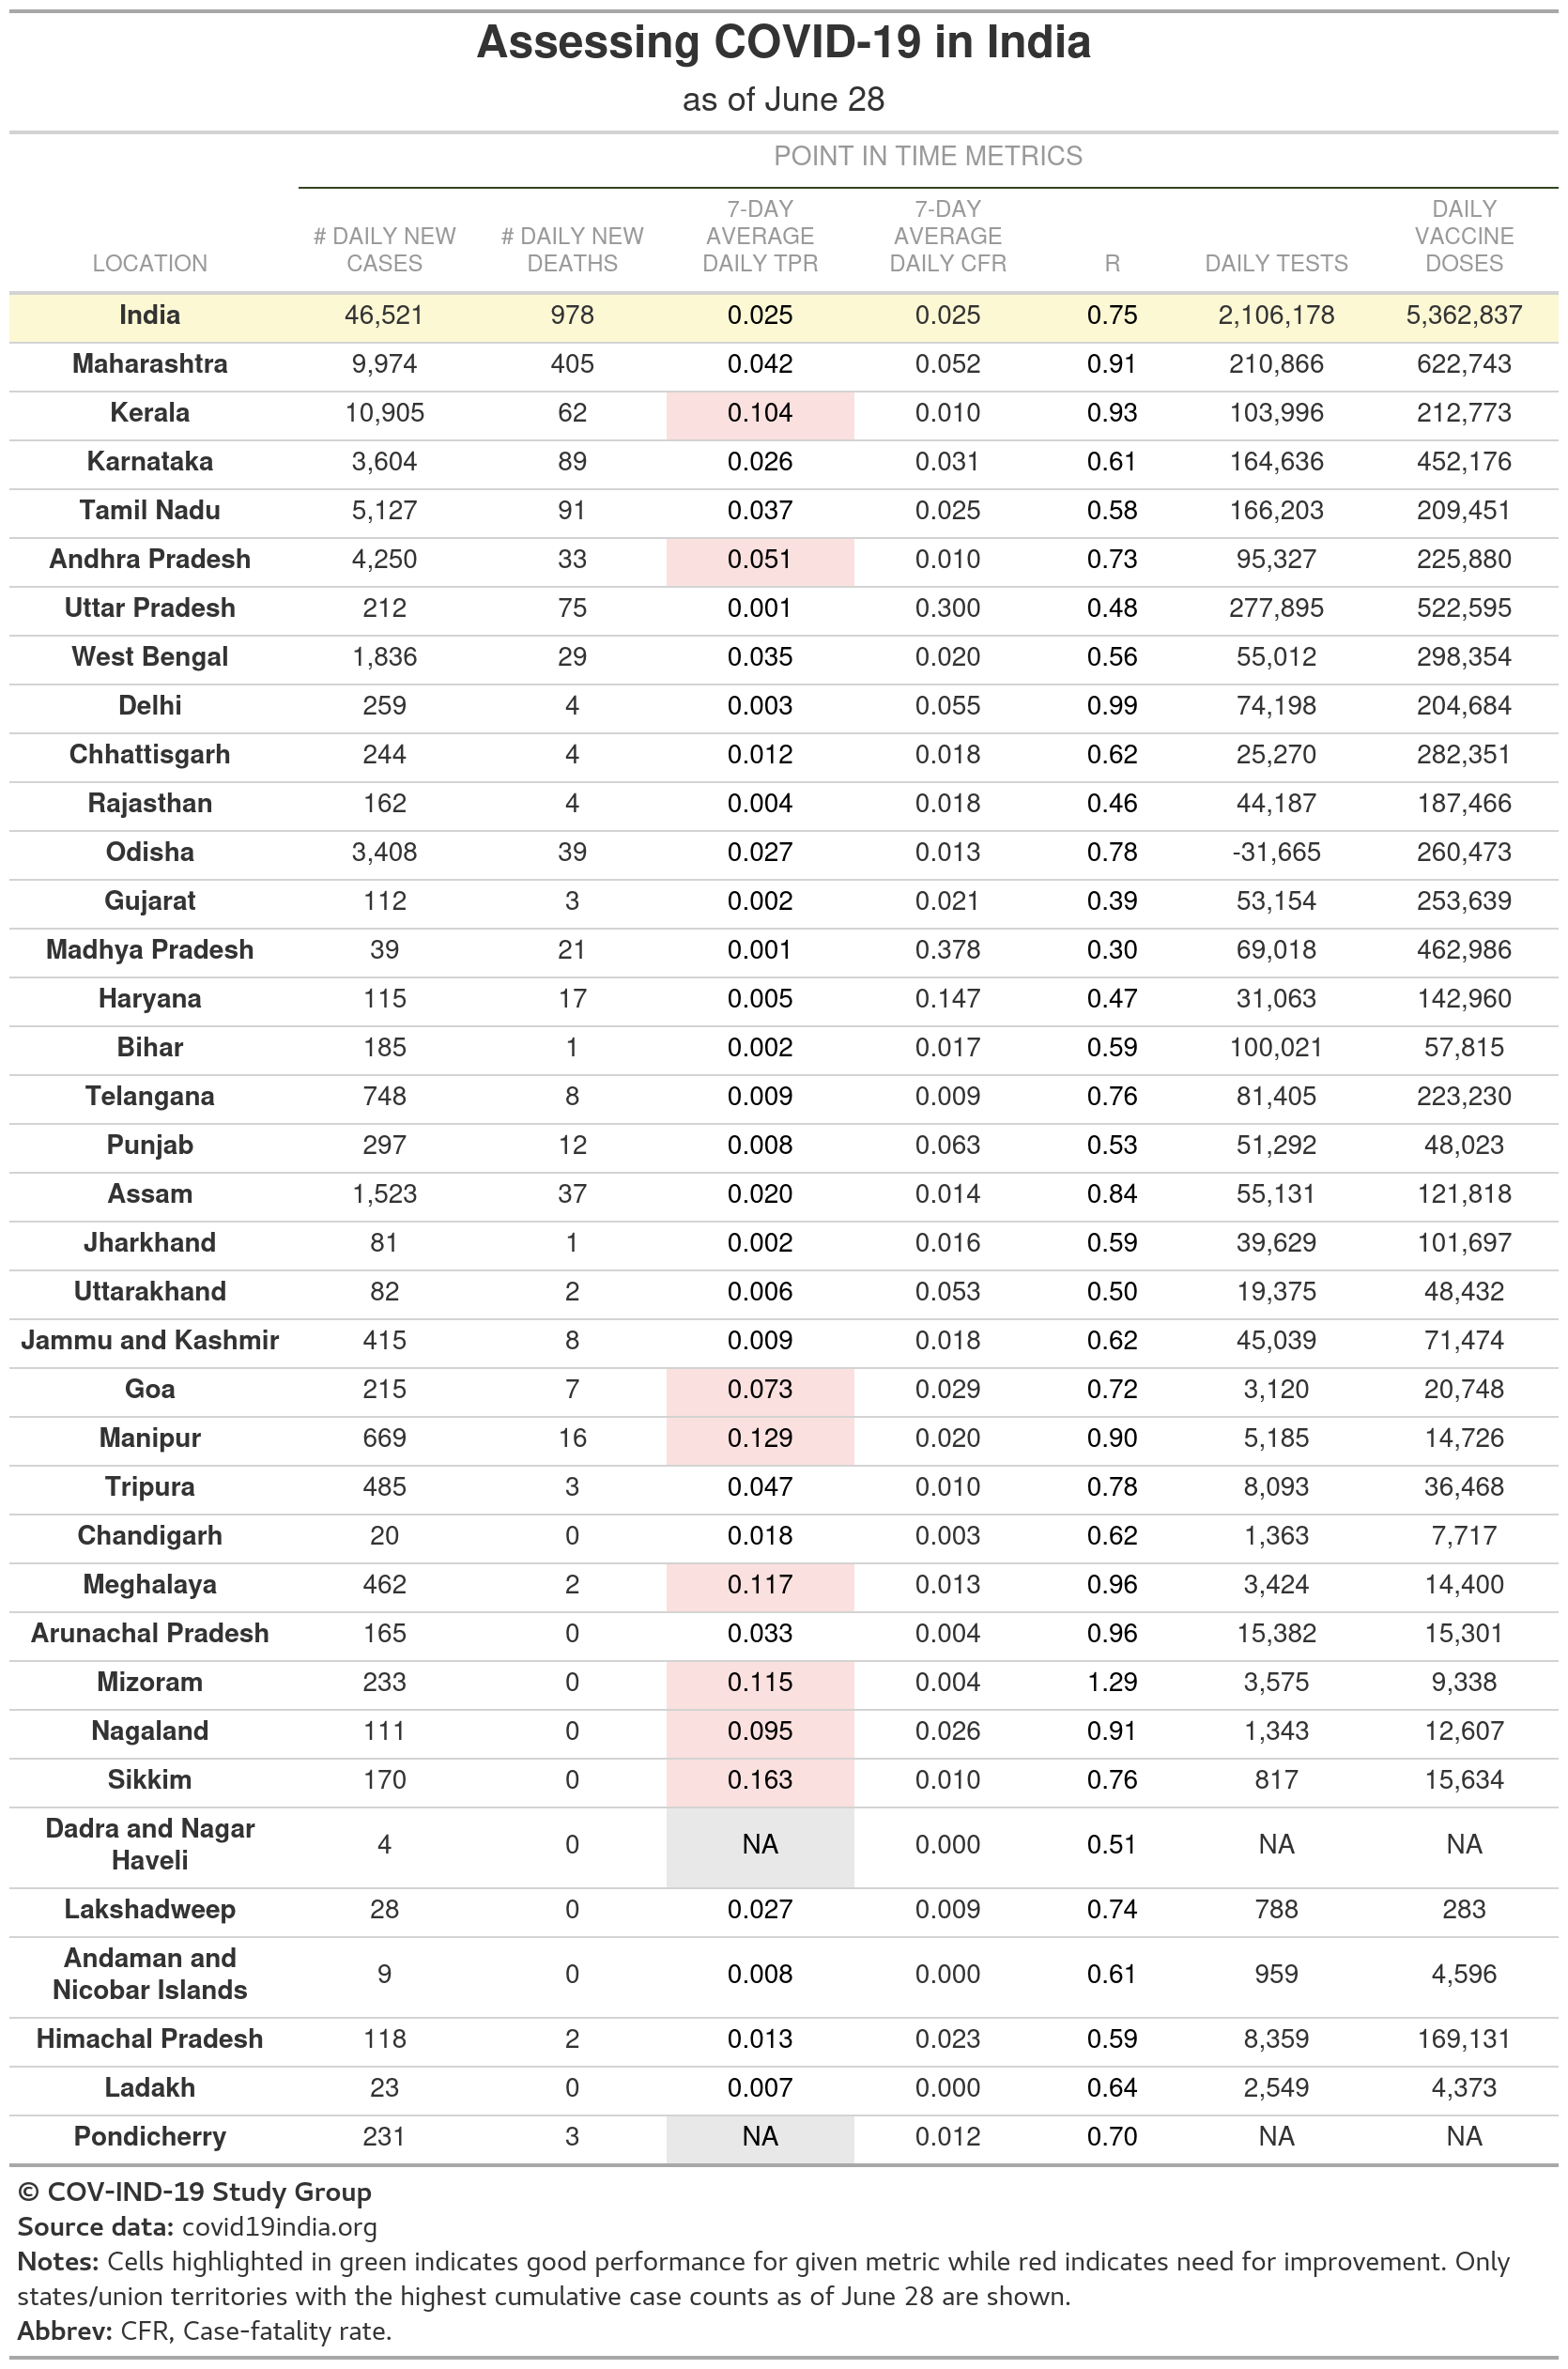 Assessing COVID-19 in India
as of June 28
POINT IN TIME METRICS
LOCATION # DAILY NEW CASES # DAILY NEW DEATHS 7-DAY AVERAGE DAILY TPR 7-DAY AVERAGE DAILY CFR R DAILY TESTS DAILY VACCINE DOSES
India 46,521 978 0.025 0.025 0.75 2,106,178 5,362,837
Maharashtra 9,974 405 0.042 0.052 0.91 210,866 622,743
Kerala 10,905 62 0.104 0.010 0.93 103,996 212,773
Karnataka 3,604 89 0.026 0.031 0.61 164,636 452,176
Tamil Nadu 5,127 91 0.037 0.025 0.58 166,203 209,451
Andhra Pradesh 4,250 33 0.051 0.010 0.73 95,327 225,880
Uttar Pradesh 212 75 0.001 0.300 0.48 277,895 522,595
West Bengal 1,836 29 0.035 0.020 0.56 55,012 298,354
Delhi 259 4 0.003 0.055 0.99 74,198 204,684
Chhattisgarh 244 4 0.012 0.018 0.62 25,270 282,351
Rajasthan 162 4 0.004 0.018 0.46 44,187 187,466
Odisha 3,408 39 0.027 0.013 0.78 -31,665 260,473
Gujarat 112 3 0.002 0.021 0.39 53,154 253,639
Madhya Pradesh 39 21 0.001 0.378 0.30 69,018 462,986
Haryana 115 17 0.005 0.147 0.47 31,063 142,960
Bihar 185 1 0.002 0.017 0.59 100,021 57,815
Telangana 748 8 0.009 0.009 0.76 81,405 223,230
Punjab 297 12 0.008 0.063 0.53 51,292 48,023
Assam 1,523 37 0.020 0.014 0.84 55,131 121,818
Jharkhand 81 1 0.002 0.016 0.59 39,629 101,697
Uttarakhand 82 2 0.006 0.053 0.50 19,375 48,432
Jammu and Kashmir 415 8 0.009 0.018 0.62 45,039 71,474
Goa 215 7 0.073 0.029 0.72 3,120 20,748
Manipur 669 16 0.129 0.020 0.90 5,185 14,726
Tripura 485 3 0.047 0.010 0.78 8,093 36,468
Chandigarh 20 0 0.018 0.003 0.62 1,363 7,717
Meghalaya 462 2 0.117 0.013 0.96 3,424 14,400
Arunachal Pradesh 165 0 0.033 0.004 0.96 15,382 15,301
Mizoram 233 0 0.115 0.004 1.29 3,575 9,338
Nagaland 111 0 0.095 0.026 0.91 1,343 12,607
Sikkim 170 0 0.163 0.010 0.76 817 15,634
Dadra and Nagar Haveli 4 0 NA 0.000 0.51 NA NA
Lakshadweep 28 0 0.027 0.009 0.74 788 283
Andaman and Nicobar Islands 9 0 0.008 0.000 0.61 959 4,596
Himachal Pradesh 118 2 0.013 0.023 0.59 8,359 169,131
Ladakh 23 0 0.007 0.000 0.64 2,549 4,373
Pondicherry 231 3 NA 0.012 0.70 NA NA
© COV-IND-19 Study Group
Source data: covid19india.org
Notes: Cells highlighted in green indicates good performance for given metric while red indicates need for improvement. Only
states/union territories with the highest cumulative case counts as of June 28 are shown.
Abbrev: CFR, Case-fatality rate.